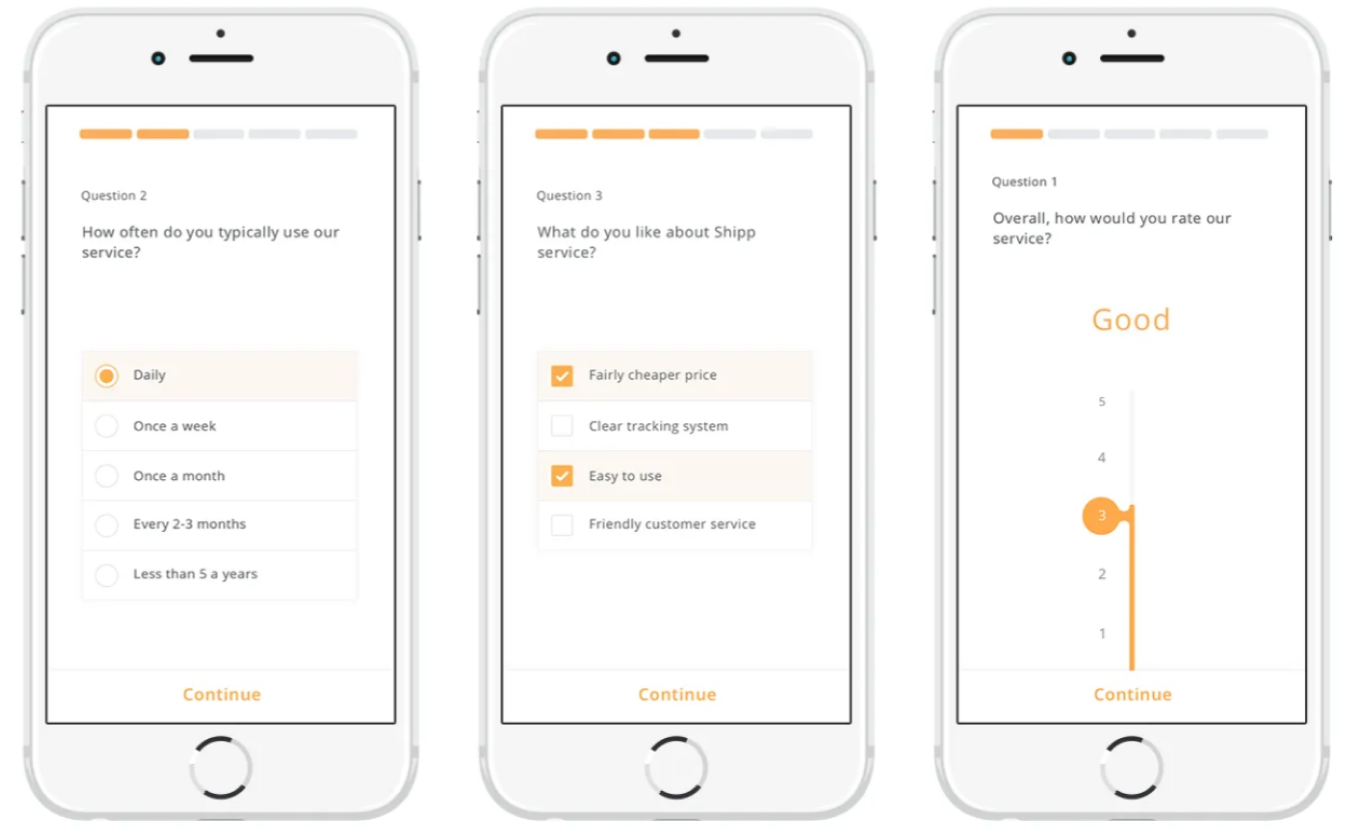 Question 2
How often do you typically use our
service?
Daily
Once a week
Once a month
Every 2-3 months
Less than 5 a years
Continue
Question 3
What do you like about Shipp
service?
Fairly cheaper price
Clear tracking system
Easy to use
Friendly customer service
Continue
Question 1
Overall, how would you rate our
service?
Good
5
4
3
2
1
Continue